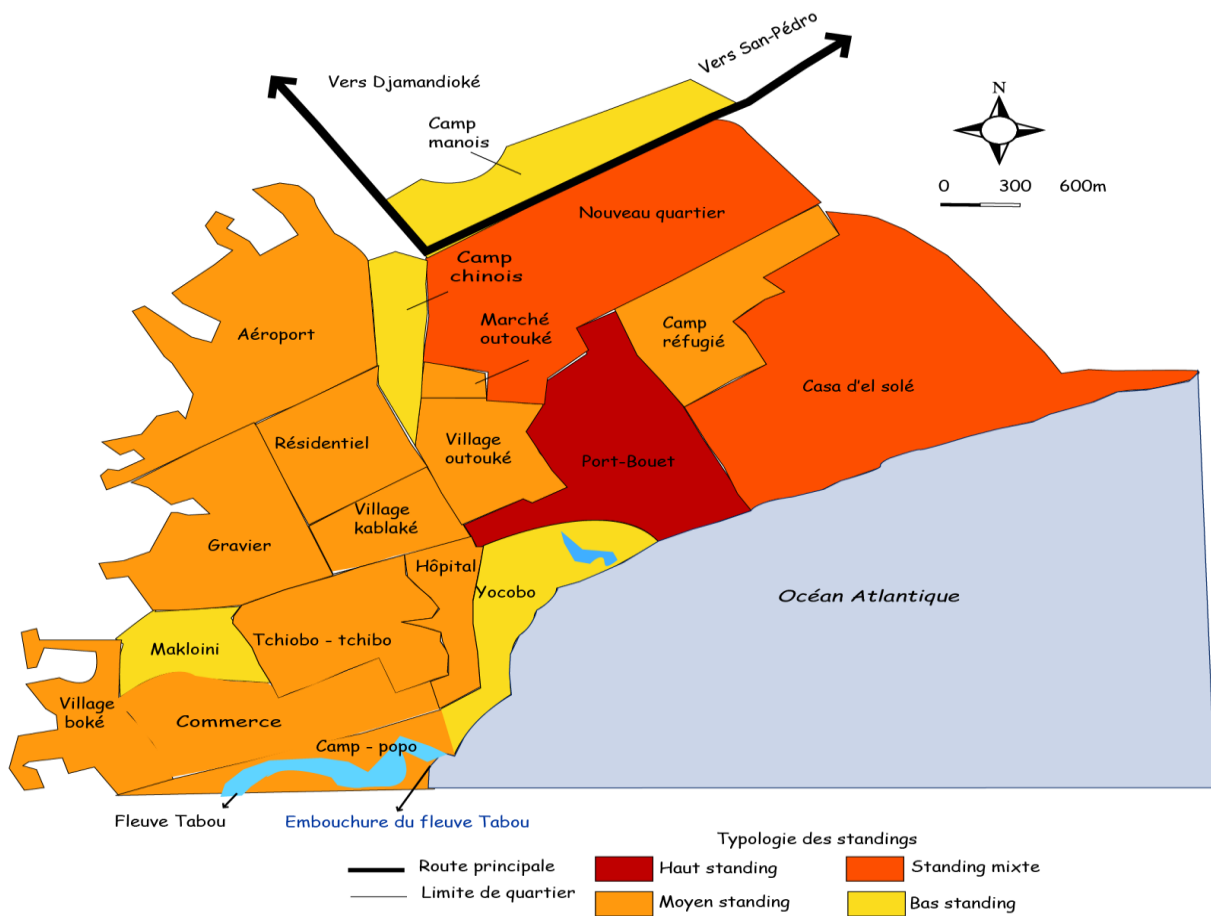 Vers San-Pédro
Vers Djamandioké
N
Camp
manois
0 300 600m
Nouveau quartier
Camp
chinois
Aéroport
Marché
outouké
Camp
réfugié
Casa d'el solé
Résidentiel
Village
outouké
Port-Bouet
Village
kablaké
Gravier
Hôpital
Yocobo
Océan Atlantique
Makloini
Tchiobo - tchibo
Village
boké
Commerce
Camp - popo
Fleuve Tabou
Embouchure du fleuve Tabou
Typologie des standings
Route principale
Haut standing
Standing mixte
Limite de quartier
Moyen standing
Bas standing